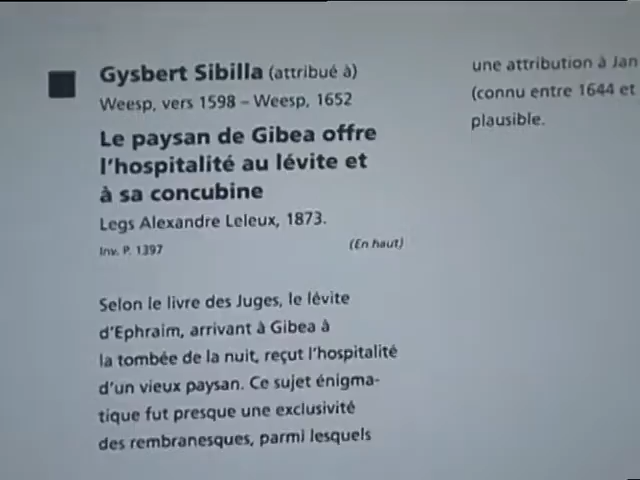 Gysbert Sibilla (attribué à)
Weesp, vers 1598 – Weesp, 1652
Le paysan de Gibea offre
l'hospitalité au lévite et
à sa concubine
Legs Alexandre Leleux, 1873.
Inv. P. 1397
(En haut)
Selon le livre des Juges, le lévite
d'Ephraim, arrivant à Gibea à
la tombée de la nuit, reçut l'hospitalité
d'un vieux paysan. Ce sujet énigma-
tique fut presque une exclusivité
des rembranesques, parmi lesquels
une attribution à Jan
(connu entre 1644 et
plausible.